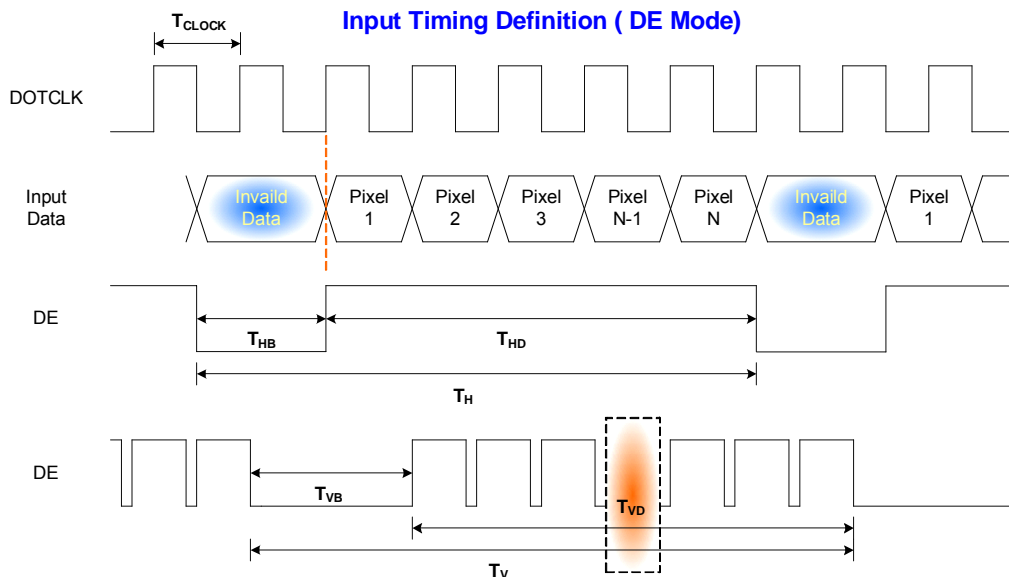 Input Timing Definition ( DE Mode)
TCLOCK
DOTCLK
Input
Data
Invaild
Data
Pixel
1
Pixel
2
Pixel
3
Pixel
N-1
Pixel
N
Invaild
Data
Pixel
1
DE
THB
THD
TH
DE
TVB
TVD
TV